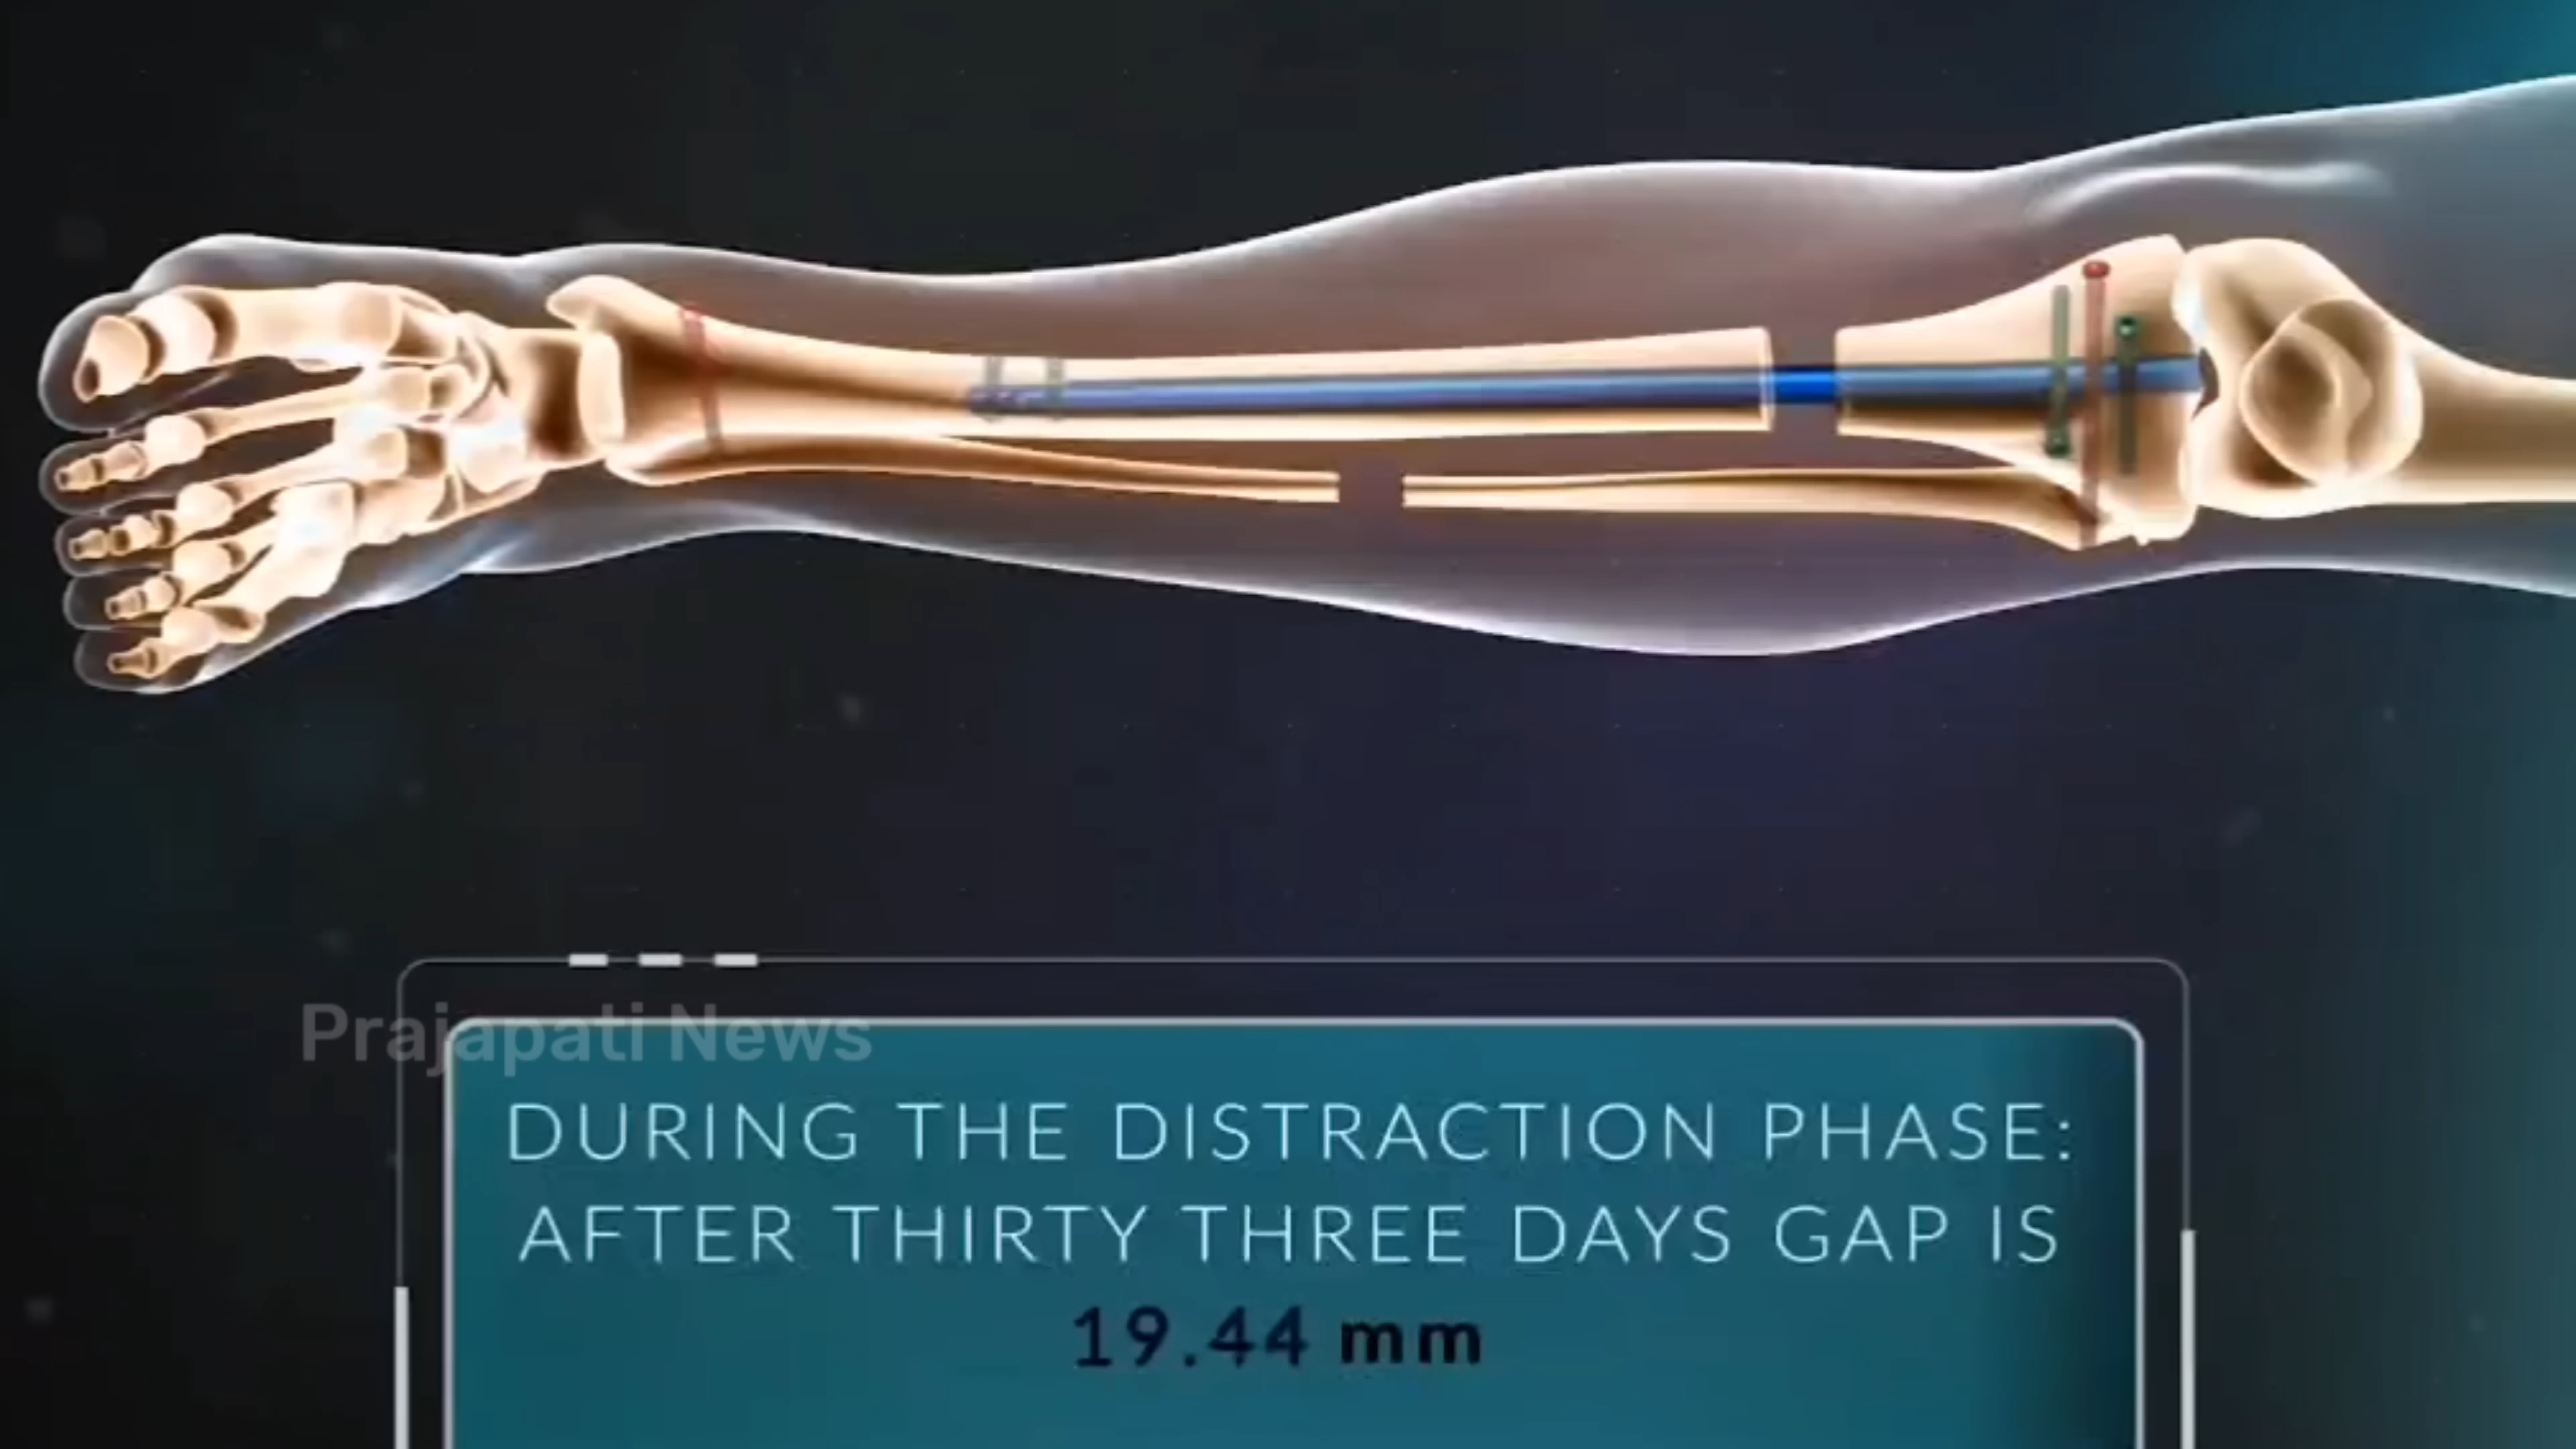 Prajapati News
DURING THE DISTRACTION PHASE:
AFTER THIRTY THREE DAYS GAP IS
19.44 mm